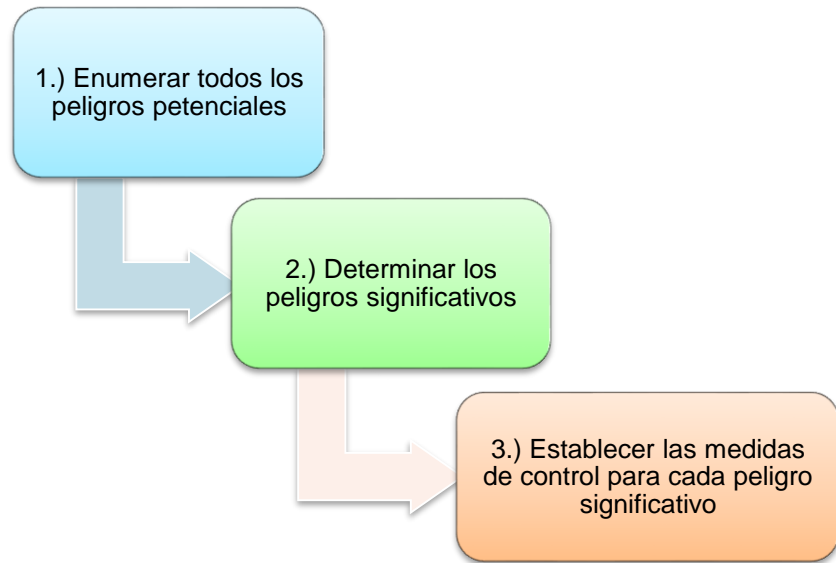 1.) Enumerar todos los
peligros petenciales
2.) Determinar los
peligros significativos
3.) Establecer las medidas
de control para cada peligro
significativo